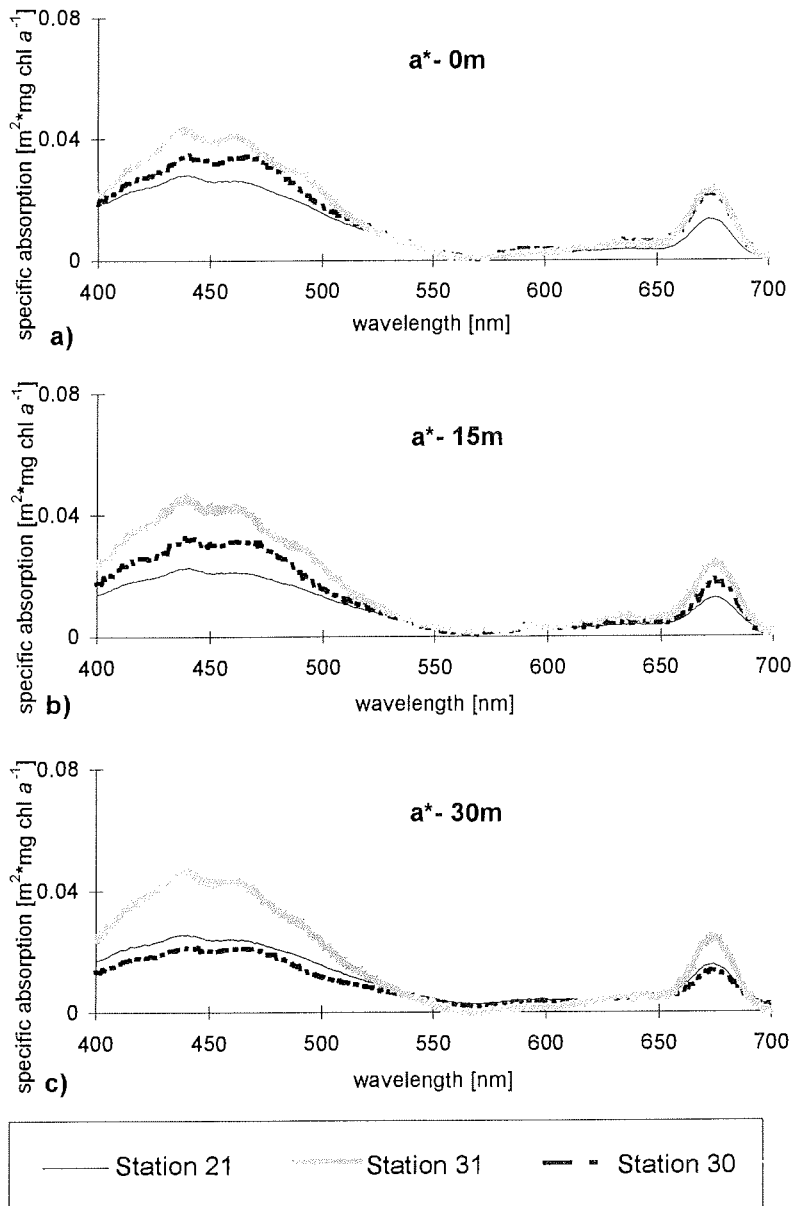 a*- 0m
specific absorption [m²*mg chl a⁻¹]
0.08
0.04
0
400 450 500 550 600 650 700
wavelength [nm]
a)
a*- 15m
specific absorption [m²*mg chl a⁻¹]
0.08
0.04
0
400 450 500 550 600 650 700
wavelength [nm]
b)
a*- 30m
specific absorption [m²*mg chl a⁻¹]
0.08
0.04
0
400 450 500 550 600 650 700
wavelength [nm]
c)
Station 21 Station 31 Station 30